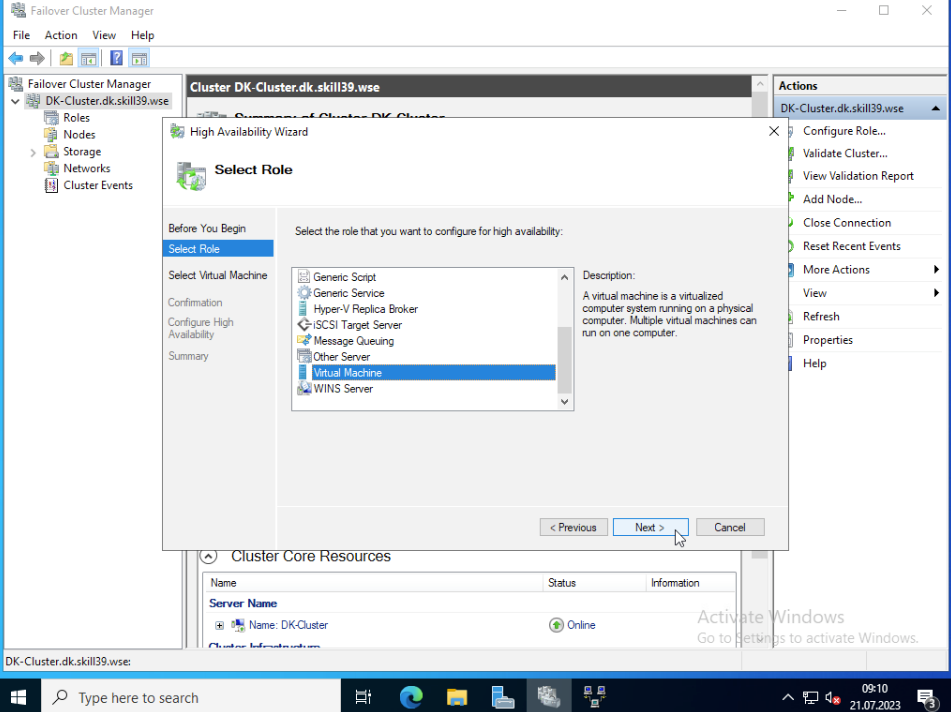 Failover Cluster Manager
File Action View Help
Failover Cluster Manager
DK-Cluster.dk.skill39.wse
Roles
Nodes
Storage
Networks
Cluster Events
Cluster DK-Cluster.dk.skill39.wse
Summary of Cluster DK-Cluster
High Availability Wizard
Select Role
Before You Begin
Select Role
Select Virtual Machine
Confirmation
Configure High
Availability
Summary
Select the role that you want to configure for high availability:
Generic Script
Generic Service
Hyper-V Replica Broker
iSCSI Target Server
Message Queuing
Other Server
Virtual Machine
WINS Server
Description:
A virtual machine is a virtualized
computer system running on a physical
computer. Multiple virtual machines can
run on one computer.
< Previous Next > Cancel
Cluster Core Resources
Name Status Information
Server Name
Name: DK-Cluster Online
Cluster Infrastructure
Actions
DK-Cluster.dk.skill39.wse
Configure Role...
Validate Cluster...
View Validation Report
Add Node...
Close Connection
Reset Recent Events
More Actions
View
Refresh
Properties
Help
Activate Windows
Go to Settings to activate Windows.
DK-Cluster.dk.skill39.wse:
Type here to search
09:10
21.07.2023
3